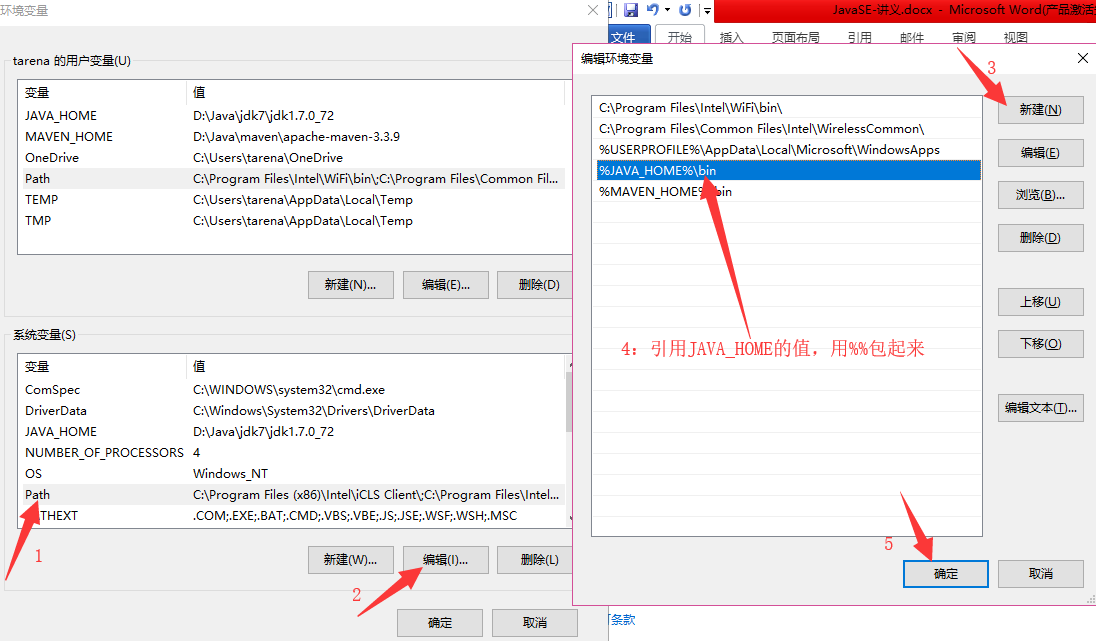 环境变量
JavaSE-讲义.docx - Microsoft Word(产品激活
文件 开始 插入 页面布局 引用 邮件 审阅 视图
tarena 的用户变量(U)
变量 值
JAVA_HOME D:\Java\jdk7\jdk1.7.0_72
MAVEN_HOME D:\Java\maven\apache-maven-3.3.9
OneDrive C:\Users\tarena\OneDrive
Path C:\Program Files\Intel\WiFi\bin\;C:\Program Files\Common Fil...
TEMP C:\Users\tarena\AppData\Local\Temp
TMP C:\Users\tarena\AppData\Local\Temp
新建(N)... 编辑(E)... 删除(D)
系统变量(S)
变量 值
ComSpec C:\WINDOWS\system32\cmd.exe
DriverData C:\Windows\System32\Drivers\DriverData
JAVA_HOME D:\Java\jdk7\jdk1.7.0_72
NUMBER_OF_PROCESSORS 4
OS Windows_NT
Path C:\Program Files (x86)\Intel\iCLS Client\;C:\Program Files\Intel...
THEXT .COM;.EXE;.BAT;.CMD;.VBS;.VBE;.JS;.JSE;.WSF;.WSH;.MSC
1
新建(W)... 编辑(I)... 删除(L)
2
确定 取消
编辑环境变量
3
C:\Program Files\Intel\WiFi\bin\
C:\Program Files\Common Files\Intel\WirelessCommon\
%USERPROFILE%\AppData\Local\Microsoft\WindowsApps
%JAVA_HOME%\bin
%MAVEN_HOME%\bin
新建(N)
编辑(E)
浏览(B)...
删除(D)
上移(U)
下移(O)
编辑文本(T)...
4：引用JAVA_HOME的值，用%%包起来
5
确定 取消
条款